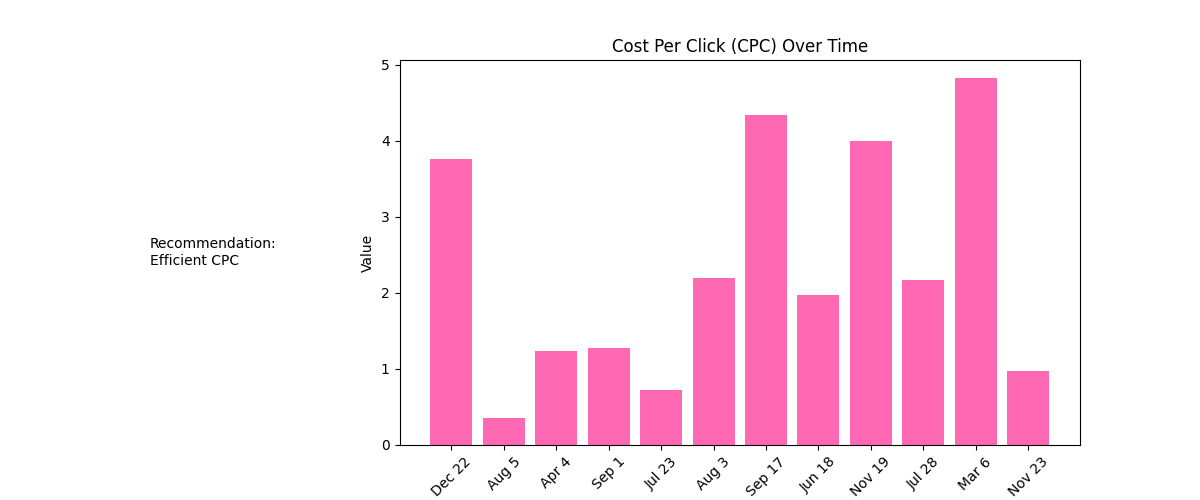 Cost Per Click (CPC) Over Time
Recommendation:
Efficient CPC
Value
5
4
3
2
1
0
Dec 22
Aug 5
Apr 4
Sep 1
Jul 23
Aug 3
Sep 17
Jun 18
Nov 19
Jul 28
Mar 6
Nov 23